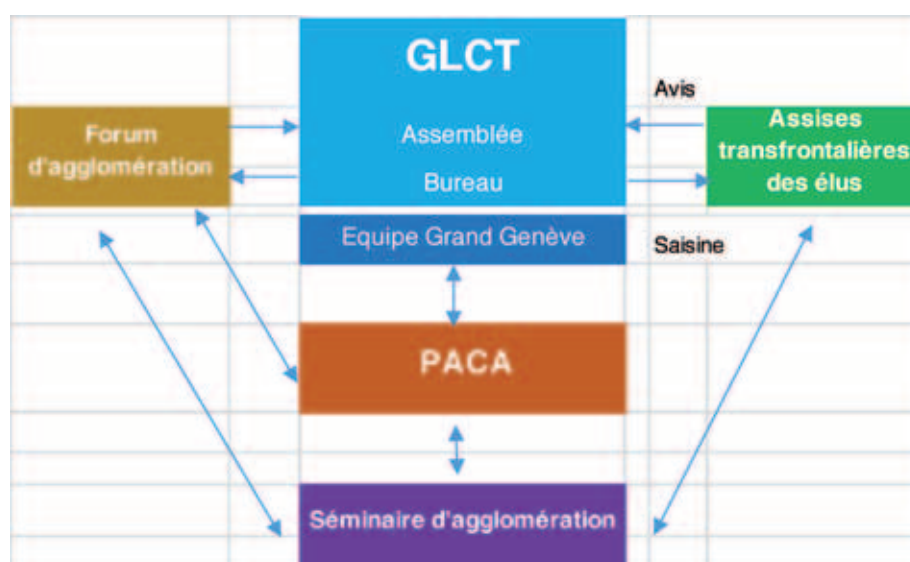 GLCT
Avis
Forum
d'agglomération
Assemblée
Bureau
Assises
transfrontalières
des élus
Equipe Grand Genève
Saisine
PACA
Séminaire d'agglomération